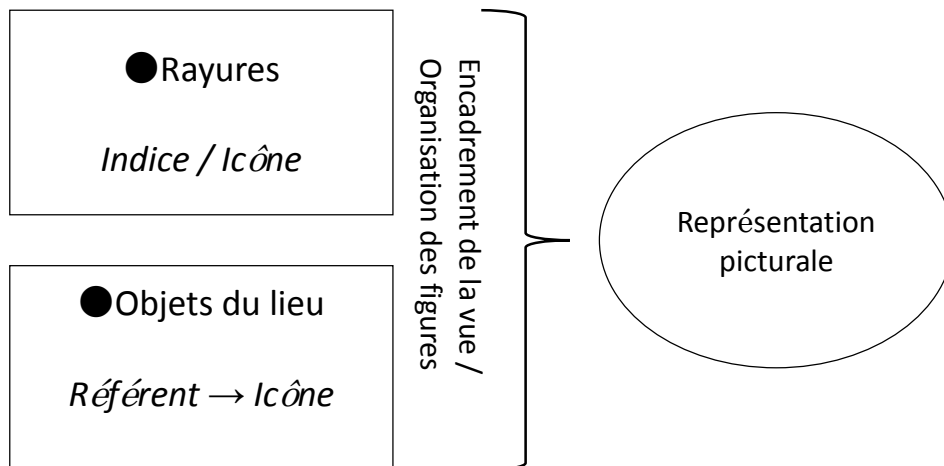 ●Rayures
Indice / Icône
●Objets du lieu
Référent → Icône
Encadrement de la vue /
Organisation des figures
Représentation
picturale